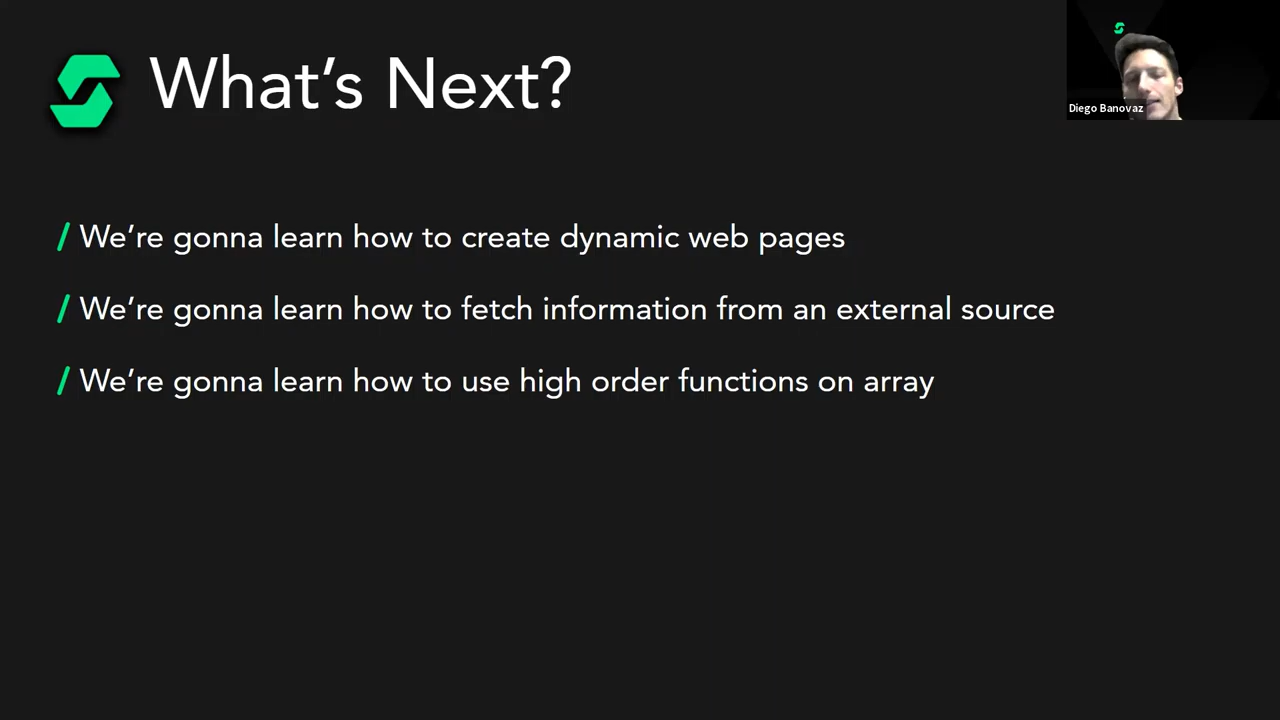 What’s Next?
Diego Banovaz
/ We’re gonna learn how to create dynamic web pages
/ We’re gonna learn how to fetch information from an external source
/ We’re gonna learn how to use high order functions on array